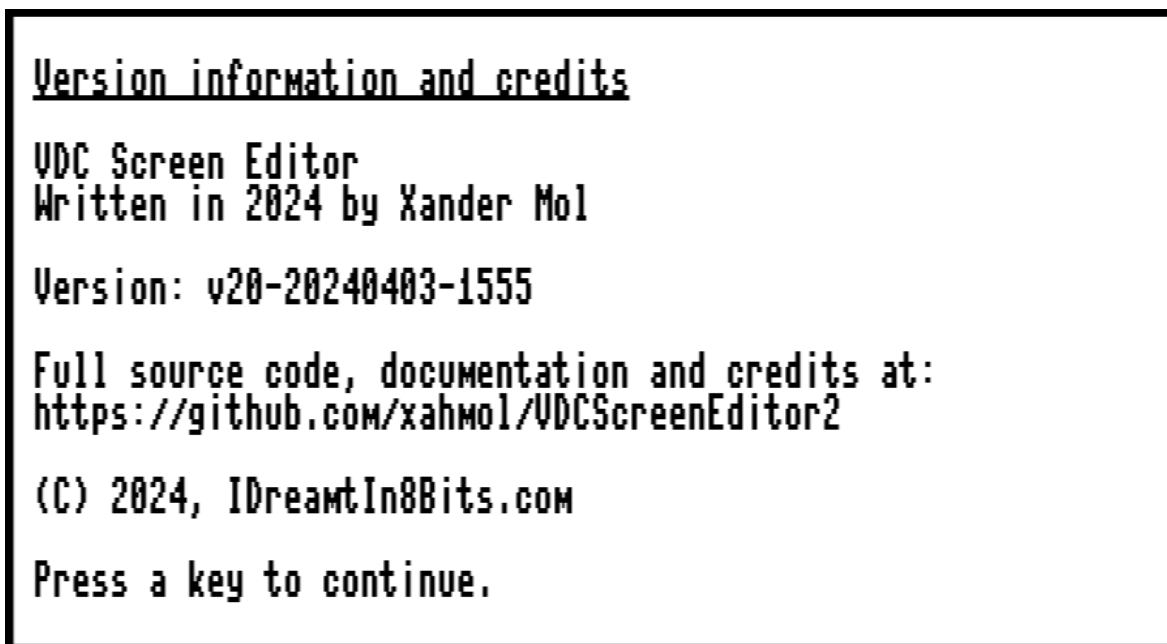 Version information and credits
VDC Screen Editor
Written in 2024 by Xander Mol
Version: v20-20240403-1555
Full source code, documentation and credits at:
https://github.com/xahmol/VDCScreenEditor2
(C) 2024, IDreamtIn8Bits.com
Press a key to continue.